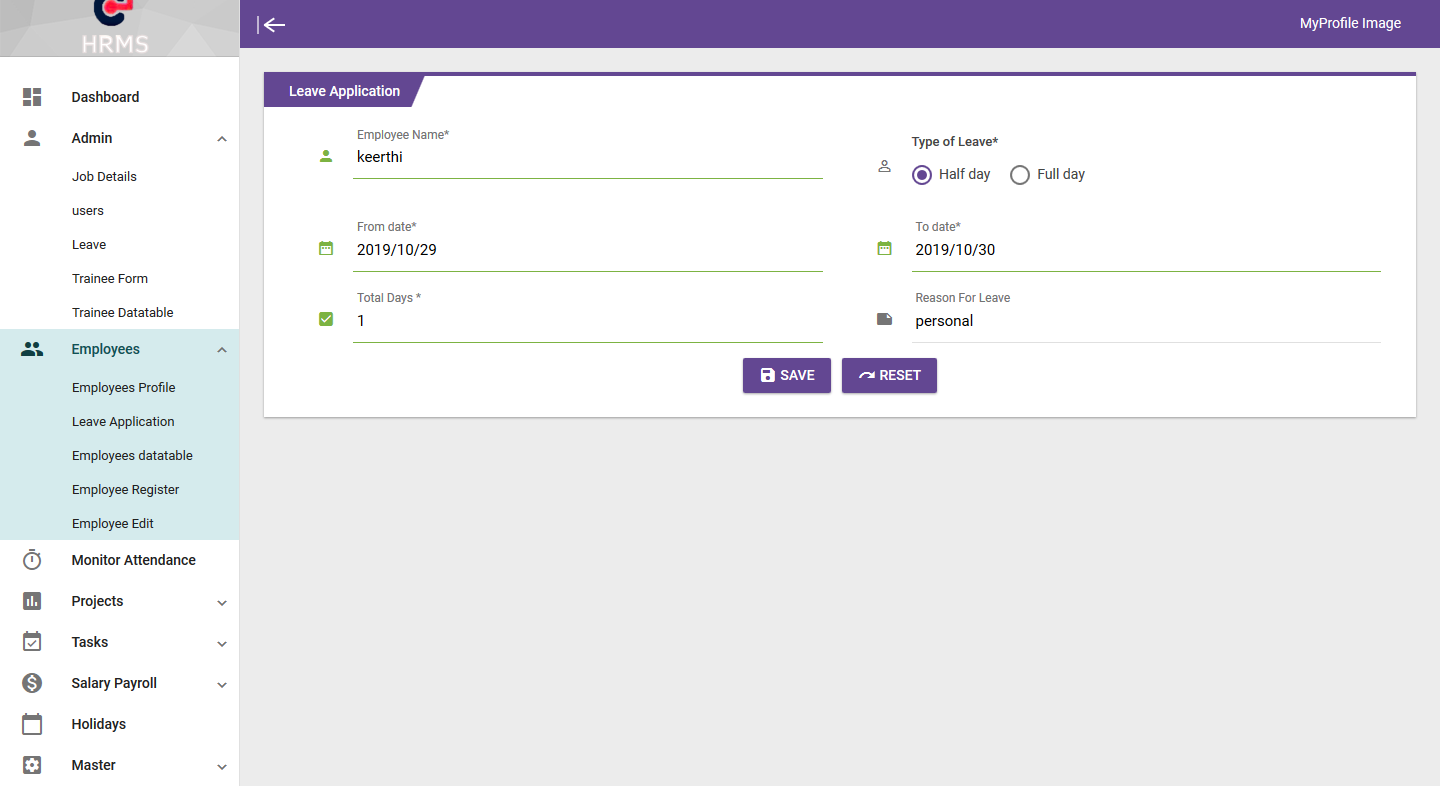 HRMS
MyProfile Image
Dashboard
Admin
Job Details
users
Leave
Trainee Form
Trainee Datatable
Employees
Employees Profile
Leave Application
Employees datatable
Employee Register
Employee Edit
Monitor Attendance
Projects
Tasks
Salary Payroll
Holidays
Master
Leave Application
Employee Name*
keerthi
Type of Leave*
Half day Full day
From date*
2019/10/29
To date*
2019/10/30
Total Days *
1
Reason For Leave
personal
SAVE RESET